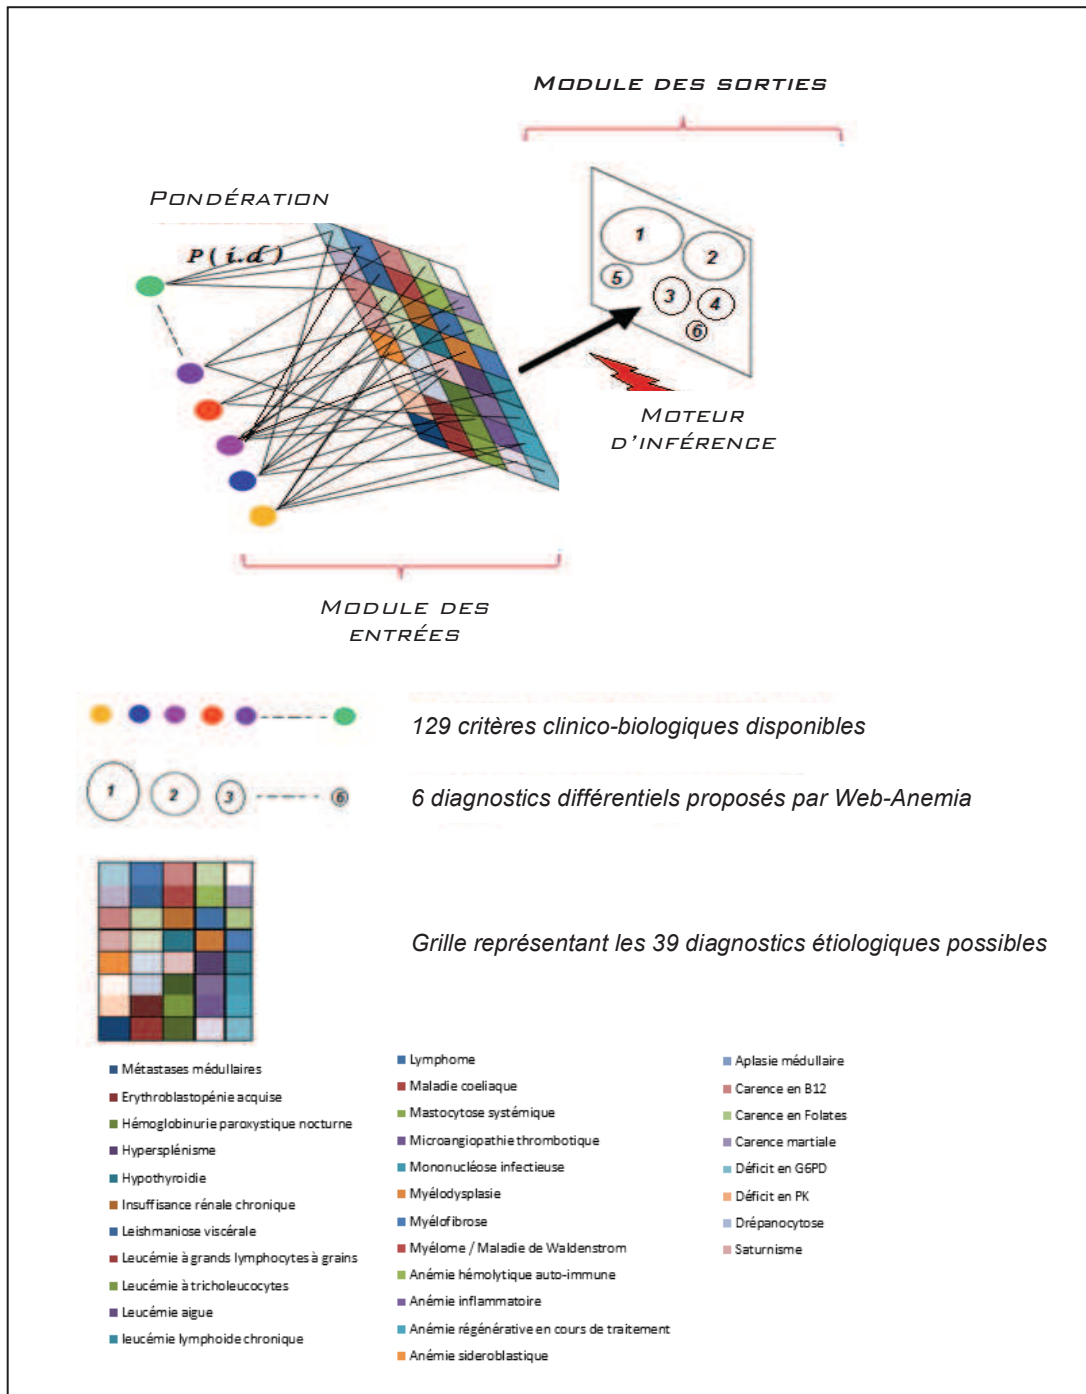 MODULE DES SORTIES
PONDÉRATION
P(i.d)
1
2
5
3
4
6
MOTEUR
D'INFÉRENCE
MODULE DES
ENTRÉES
129 critères clinico-biologiques disponibles
1 2 3 6
6 diagnostics différentiels proposés par Web-Anemia
Grille représentant les 39 diagnostics étiologiques possibles
Métastases médullaires
Erythroblastopénie acquise
Hémoglobinurie paroxystique nocturne
Hypersplénisme
Hypothyroidie
Insuffisance rénale chronique
Leishmaniose viscérale
Leucémie à grands lymphocytes à grains
Leucémie à tricholeucocytes
Leucémie aigue
leucémie lymphoide chronique
Lymphome
Maladie coeliaque
Mastocytose systémique
Microangiopathie thrombotique
Mononucléose infectieuse
Myélodysplasie
Myélofibrose
Myélome / Maladie de Waldenstrom
Anémie hémolytique auto-immune
Anémie inflammatoire
Anémie régénérative en cours de traitement
Anémie sideroblastique
Aplasie médullaire
Carence en B12
Carence en Folates
Carence martiale
Déficit en G6PD
Déficit en PK
Drépanocytose
Saturnisme